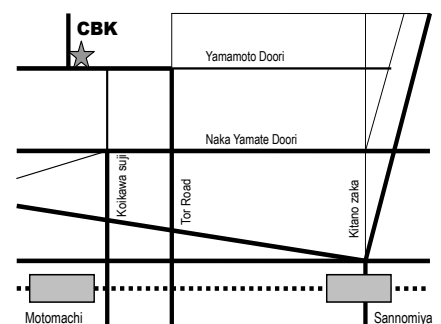 CBK
Yamamoto Doori
Naka Yamate Doori
Koikawa suji
Tor Road
Kitano zaka
Motomachi
Sannomiya